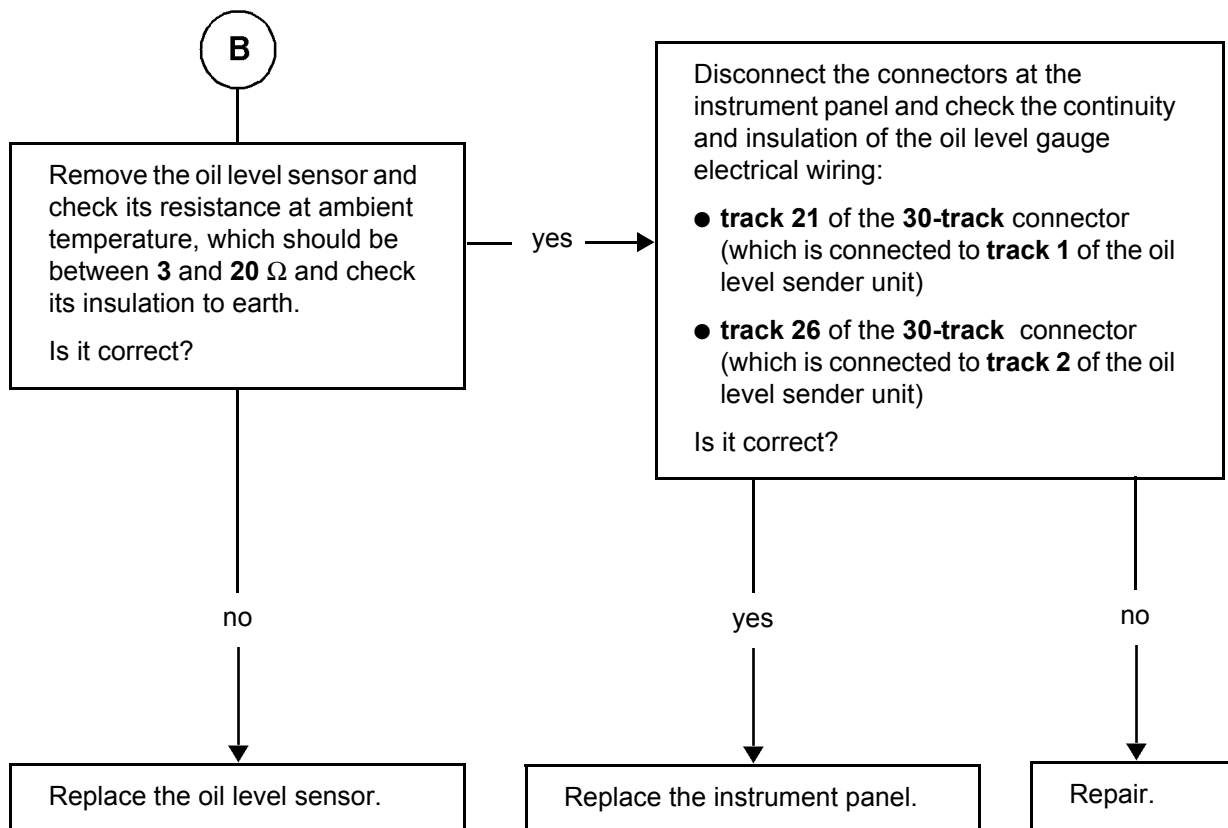 B
Remove the oil level sensor and
check its resistance at ambient
temperature, which should be
between 3 and 20 Ω and check
its insulation to earth.
Is it correct?
yes
Disconnect the connectors at the
instrument panel and check the continuity
and insulation of the oil level gauge
electrical wiring:
● track 21 of the 30-track connector
(which is connected to track 1 of the oil
level sender unit)
● track 26 of the 30-track connector
(which is connected to track 2 of the oil
level sender unit)
Is it correct?
no
yes
no
Replace the oil level sensor.
Replace the instrument panel.
Repair.